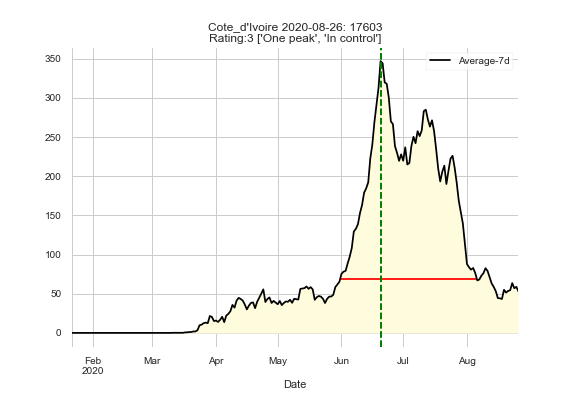 Cote_d'Ivoire 2020-08-26: 17603
Rating:3 ['One peak', 'In control']
Average-7d
350
300
250
200
150
100
50
0
Feb Mar Apr May Jun Jul Aug
2020
Date